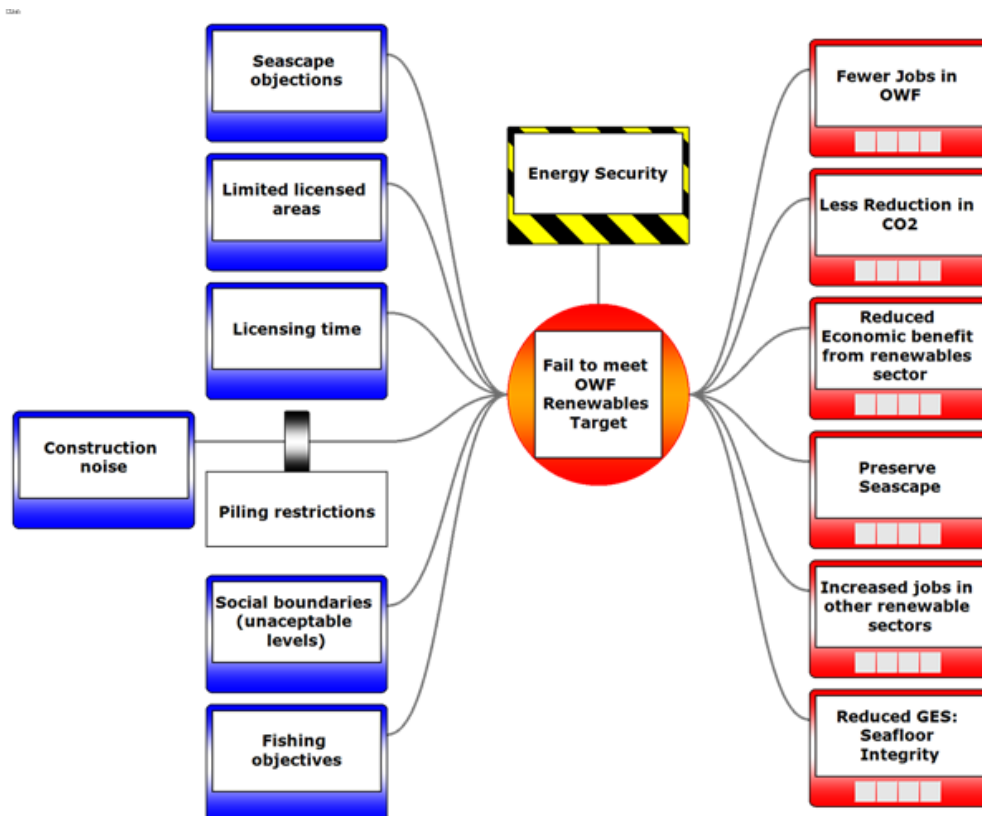 Seascape
objections
Limited licensed
areas
Licensing time
Construction
noise
Piling restrictions
Social boundaries
(unaceptable
levels)
Fishing
objectives
Energy Security
Fail to meet
OWF
Renewables
Target
Fewer Jobs in
OWF
Less Reduction in
CO2
Reduced
Economic benefit
from renewables
sector
Preserve
Seascape
Increased jobs in
other renewable
sectors
Reduced GES:
Seafloor
Integrity